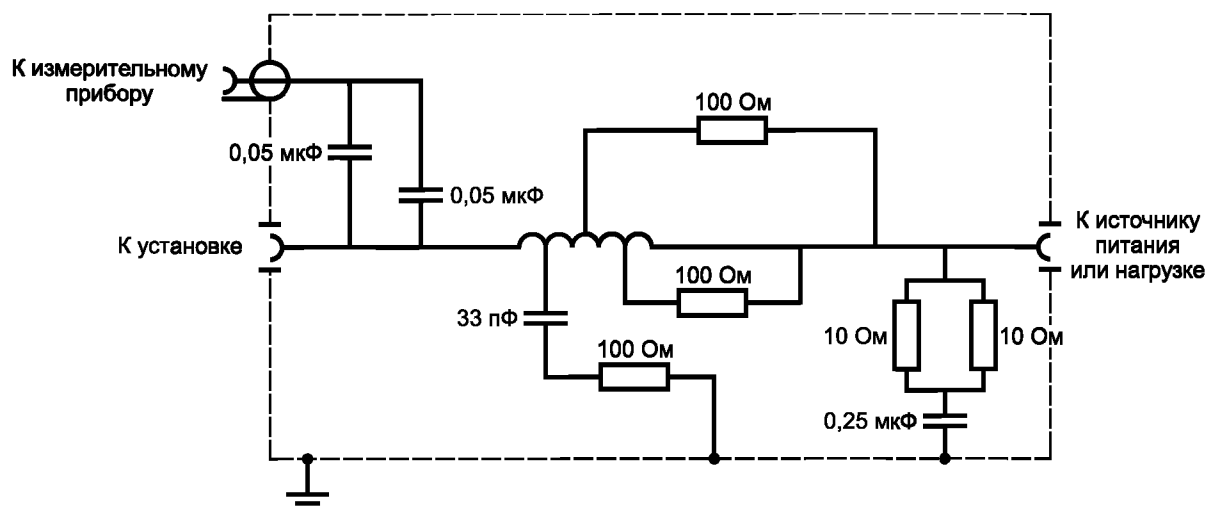 К измерительному
прибору
100 Ом
0,05 мкФ
0,05 мкФ
К установке
К источнику
питания
или нагрузке
100 Ом
33 пФ
100 Ом
10 Ом
10 Ом
0,25 мкФ